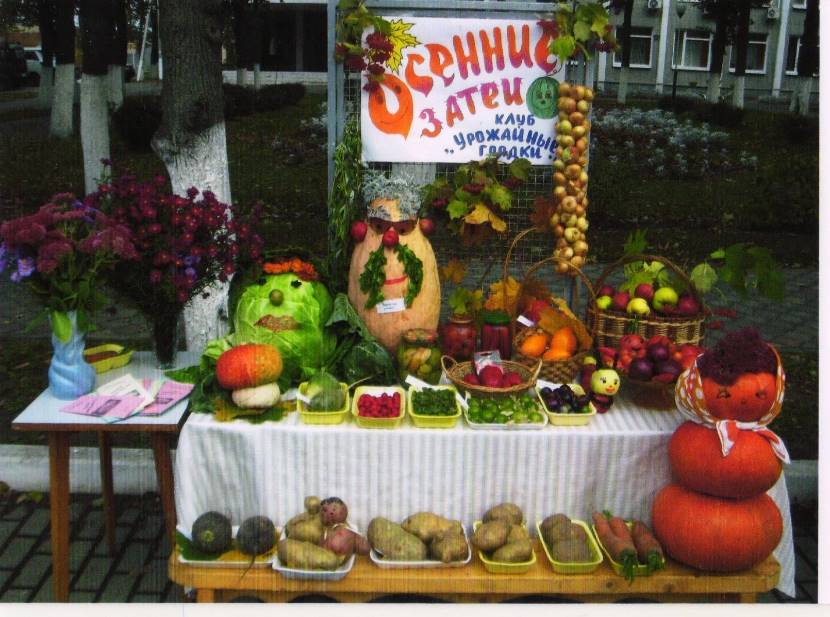 Осенние
затеи
клуб
„Урожайные
грядки"